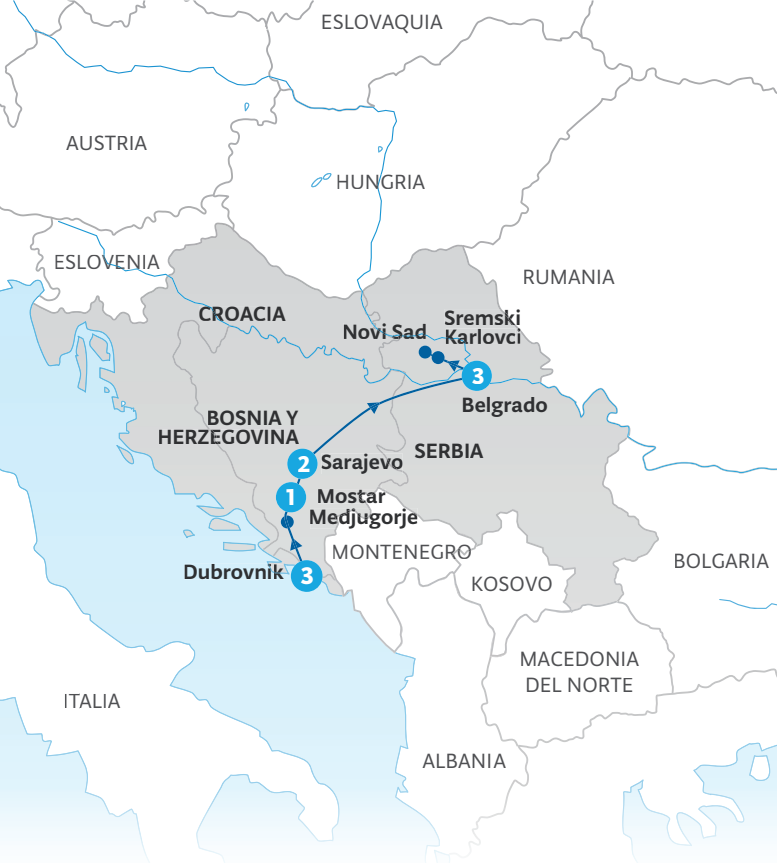 ESLOVAQUIA
AUSTRIA
HUNGRIA
ESLOVENIA
RUMANIA
CROACIA
Sremski
Karlovci
Novi Sad
3
Belgrado
BOSNIA Y
HERZEGOVINA
SERBIA
2 Sarajevo
1 Mostar
Medjugorje
MONTENEGRO
BOLGARIA
Dubrovnik 3
KOSOVO
MACEDONIA
DEL NORTE
ITALIA
ALBANIA